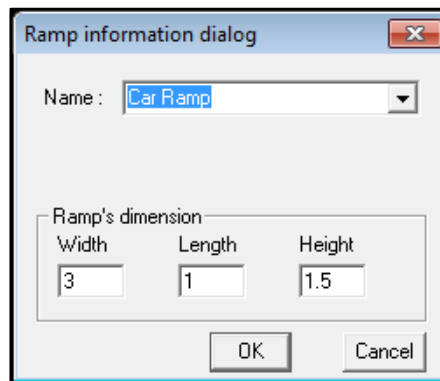 Ramp information dialog
Name : Car Ramp
Ramp's dimension
Width Length Height
3 1 1.5
OK Cancel